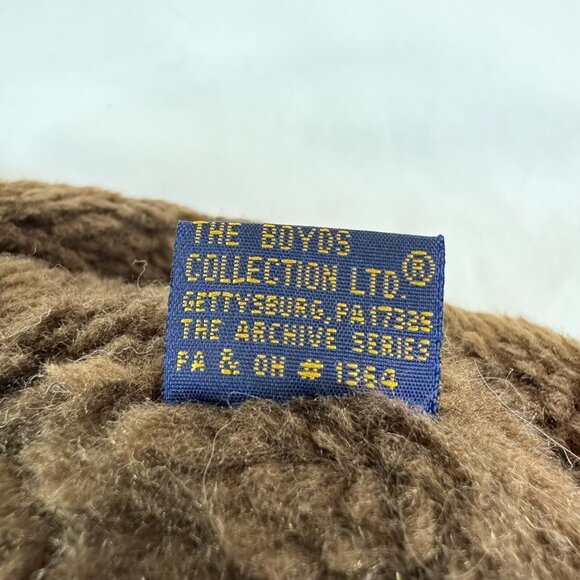 THE BOYDS
COLLECTION LTD.®
GETTYSBURG, PA 17325
THE ARCHIVE SERIES
PA & OH # 1364